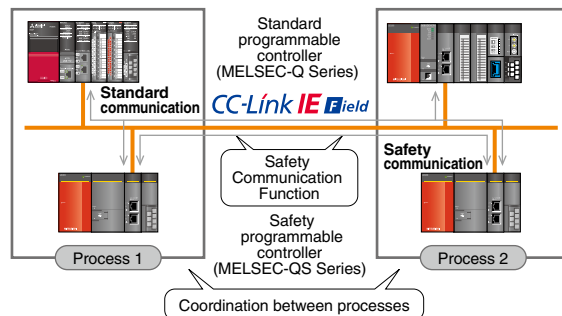 Standard
programmable
controller
(MELSEC-Q Series)
Standard
communication
CC-Link IE Field
Safety
Communication
Function
Safety
communication
Safety
programmable
controller
(MELSEC-QS Series)
Process 1
Process 2
Coordination between processes